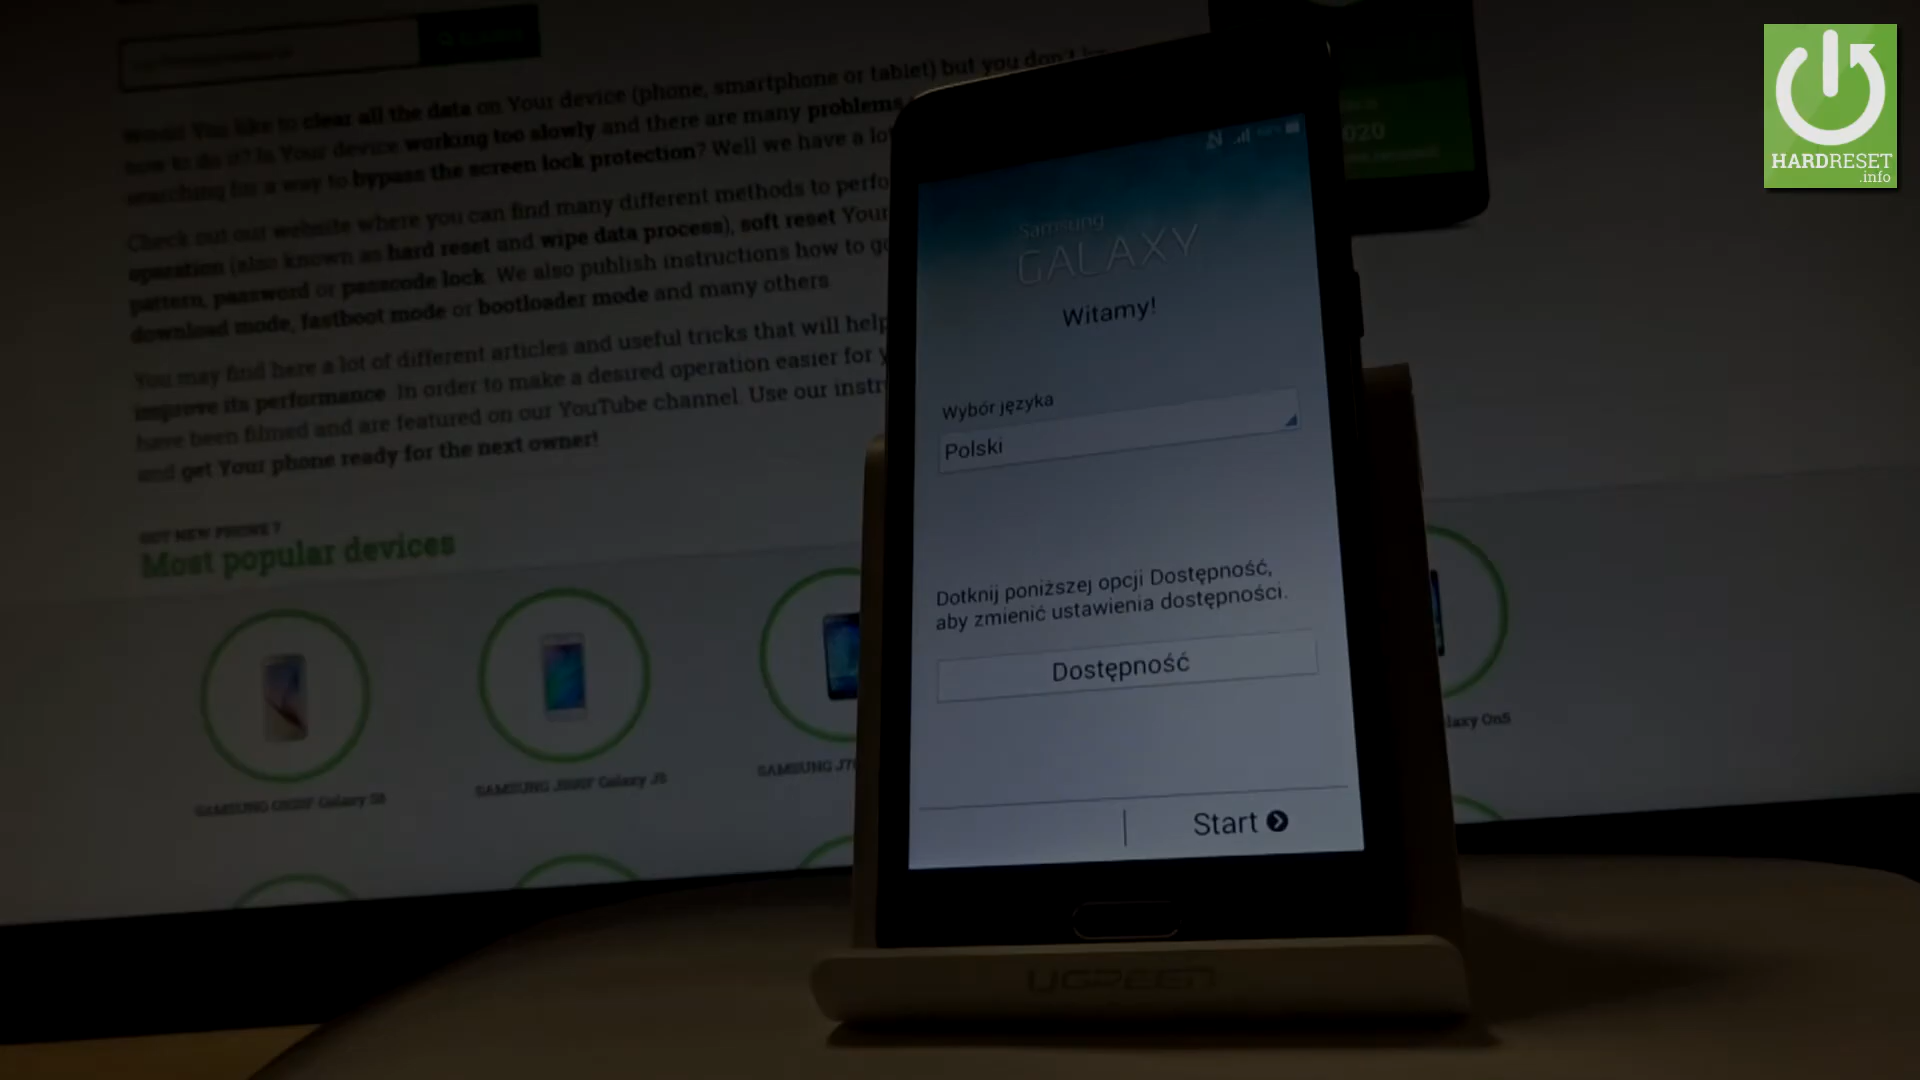 Would You like to clear all the data on Your device (phone, smartphone or tablet) but you don't
how to do it? Is Your device working too slowly and there are many problems
searching for a way to bypass the screen lock protection? Well we have a lot
Check out our website where you can find many different methods to perfo
operation (also known as hard reset and wipe data process), soft reset Your
pattern, password or passcode lock. We also publish instructions how to
download mode, fastboot mode or bootloader mode and many others
You may find here a lot of different articles and useful tricks that will help
improve its performance. In order to make a desired operation easier for
have been filmed and are featured on our YouTube channel. Use our instr
and get Your phone ready for the next owner!
GOT NEW PHONE ?
Most popular devices
SAMSUNG Galaxy S6
SAMSUNG Galaxy J5
SAMSUNG J7
laxy On5
020
Samsung
GALAXY
Witamy!
Wybór języka
Polski
Dotknij poniższej opcji Dostępność,
aby zmienić ustawienia dostępności.
Dostępność
Start
UGREEN
HARDRESET
.info